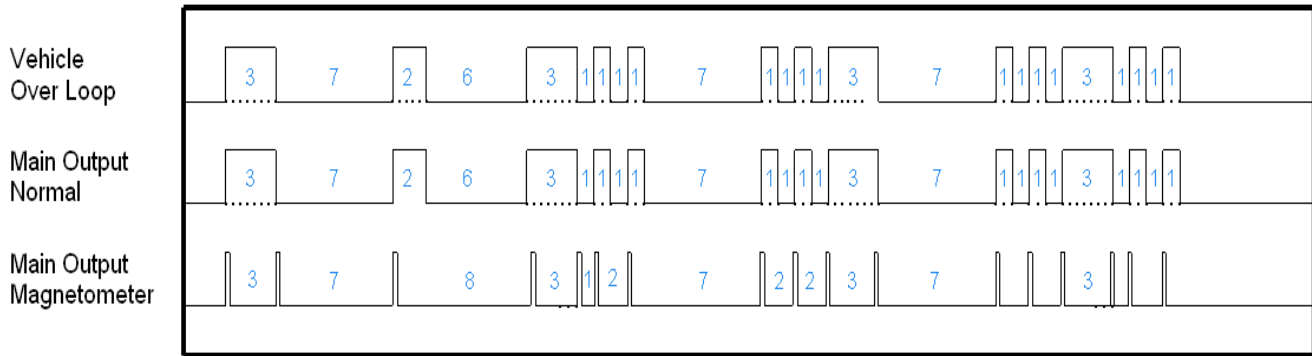 Vehicle
Over Loop
3 7 2 6 3 1 1 1 1 7 1 1 1 1 3 7 1 1 1 1 3 1 1 1 1
Main Output
Normal
3 7 2 6 3 1 1 1 1 7 1 1 1 1 3 7 1 1 1 1 3 1 1 1 1
Main Output
Magnetometer
3 7 8 3 1 2 7 2 2 3 7 3